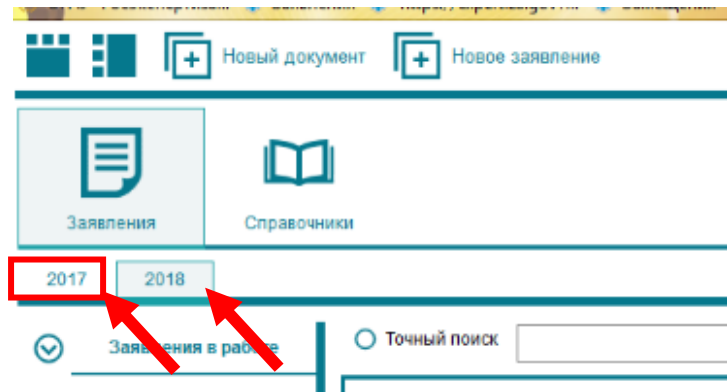 Новый документ Новое заявление
Заявления Справочники
2017 2018
Заявления в работе Точный поиск